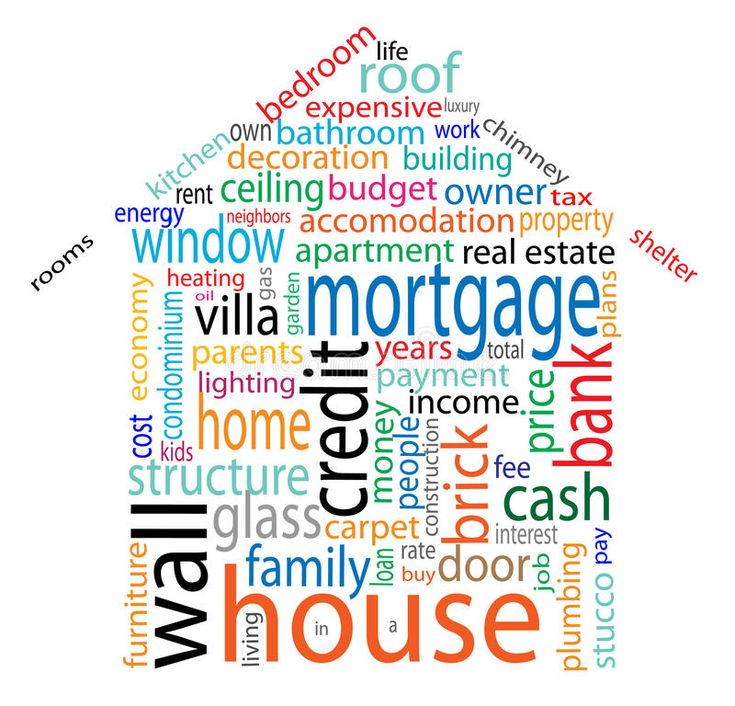 life
roof
bedroom
expensive luxury
own bathroom work chimney
kitchen decoration building
rent ceiling budget owner tax
energy neighbors accomodation property
rooms window apartment real estate shelter
heating gas garden mortgage plans
oil
economy condominium villa
parents credit years total
lighting payment
home income price bank
cost kids money people construction brick
structure fee
glass cash
wall carpet interest
furniture family loan rate door job plumbing stucco pay
buy
house
living in a